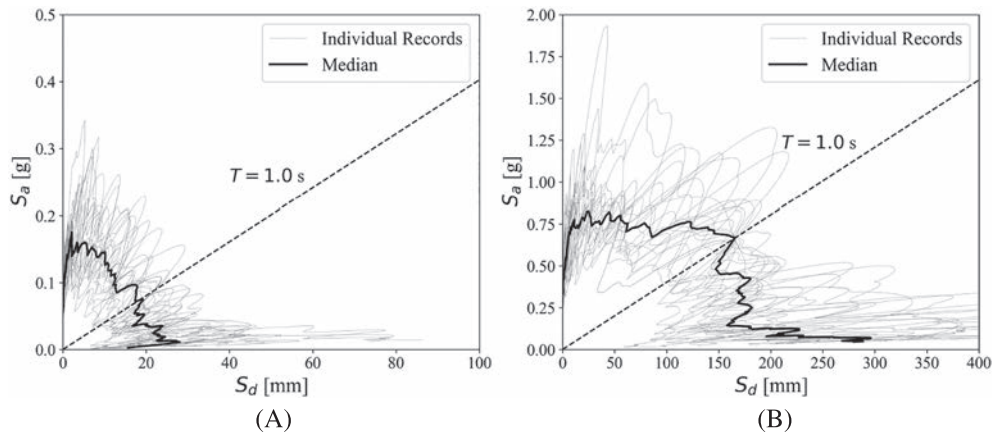 0.5
0.4
0.3
0.2
0.1
0.0
S_a [g]
Individual Records
Median
T = 1.0 s
0 20 40 60 80 100
S_d [mm]
(A)
2.00
1.75
1.50
1.25
1.00
0.75
0.50
0.25
0.00
S_a [g]
Individual Records
Median
T = 1.0 s
0 50 100 150 200 250 300 350 400
S_d [mm]
(B)